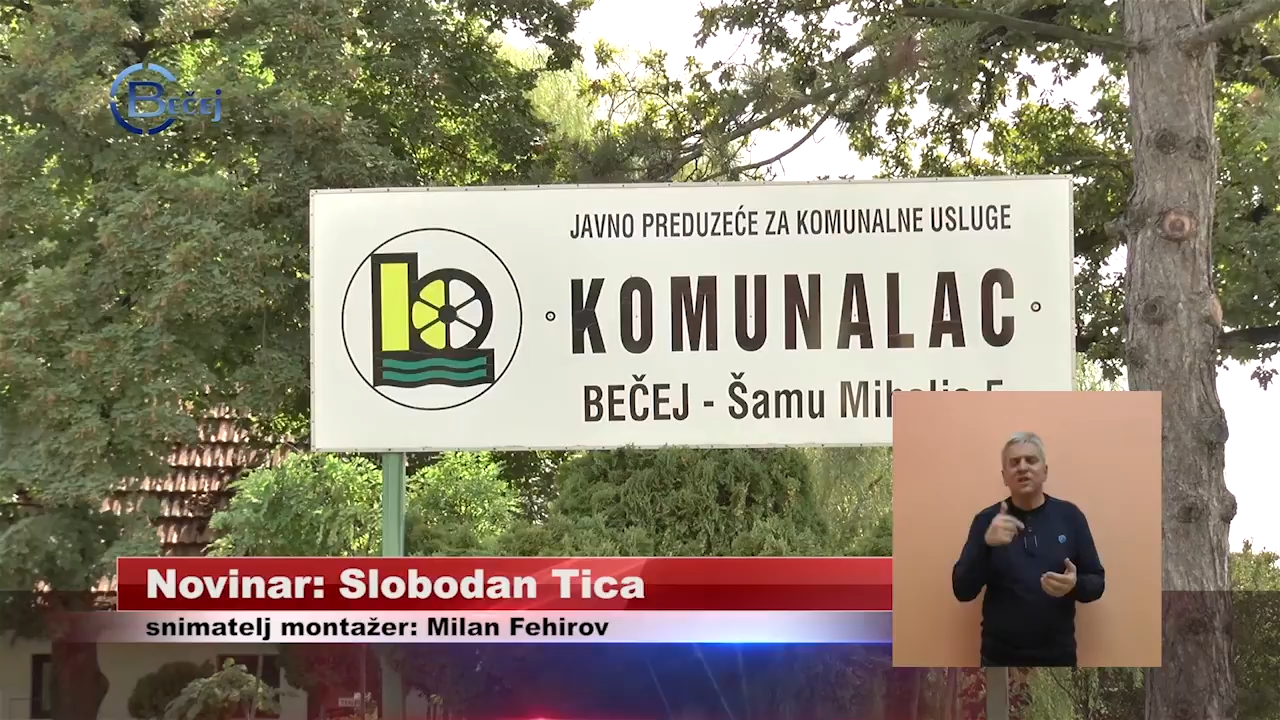 BEČEJ
JAVNO PREDUZEĆE ZA KOMUNALNE USLUGE
KOMUNALAC
BEČEJ - Šamu
Novinar: Slobodan Tica
snimatelj montažer: Milan Fehirov